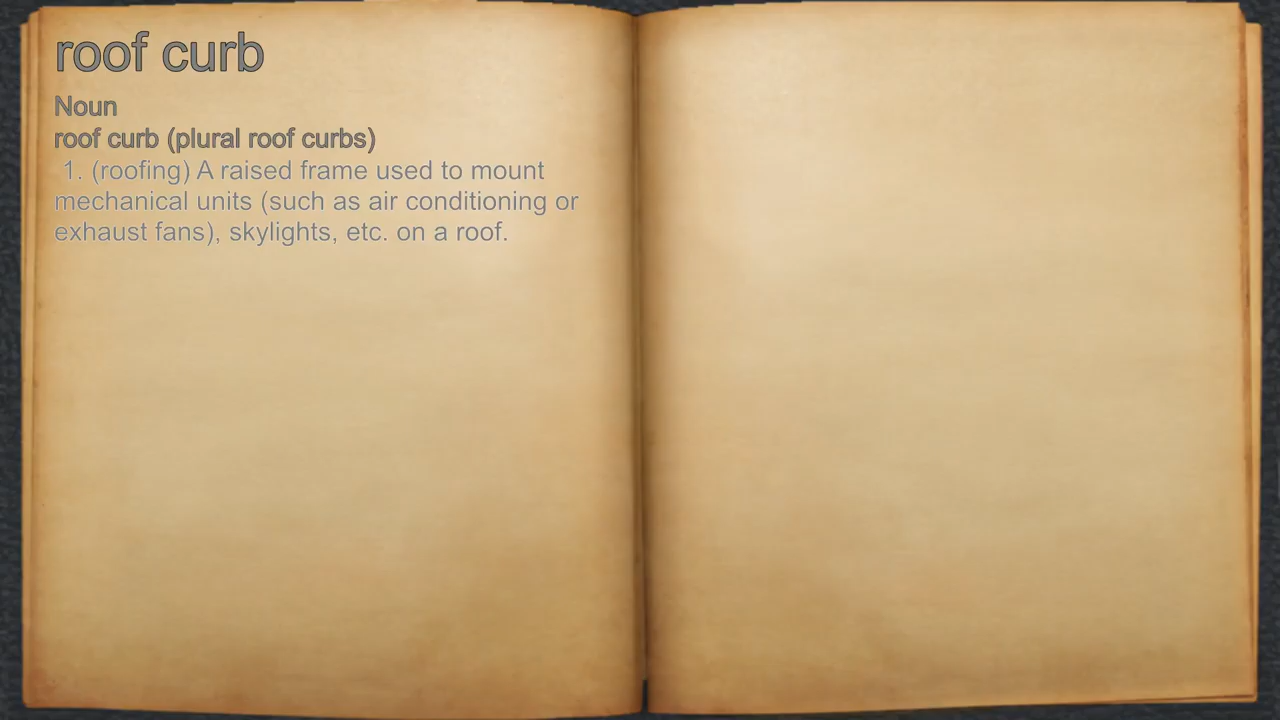 roof curb
Noun
roof curb (plural roof curbs)
1. (roofing) A raised frame used to mount
mechanical units (such as air conditioning or
exhaust fans), skylights, etc. on a roof.